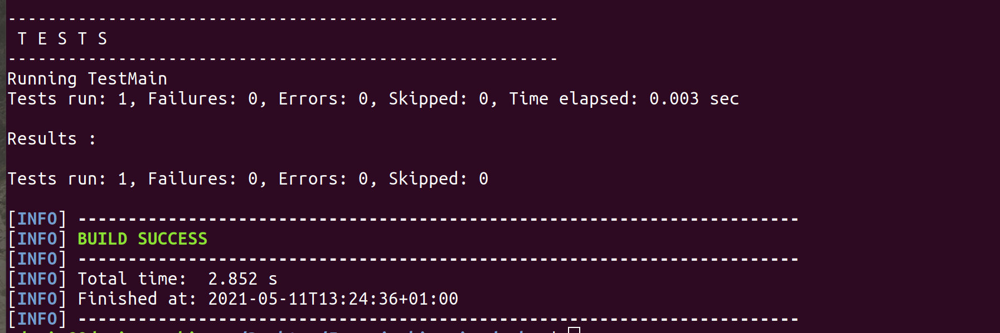 -------------------------------------------------------
T E S T S
-------------------------------------------------------
Running TestMain
Tests run: 1, Failures: 0, Errors: 0, Skipped: 0, Time elapsed: 0.003 sec
Results :
Tests run: 1, Failures: 0, Errors: 0, Skipped: 0
[INFO] ------------------------------------------------------------------------
[INFO] BUILD SUCCESS
[INFO] ------------------------------------------------------------------------
[INFO] Total time:  2.852 s
[INFO] Finished at: 2021-05-11T13:24:36+01:00
[INFO] ------------------------------------------------------------------------